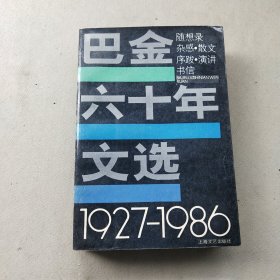 巴金
六十年
文选
1927-1986
随想录
杂感·散文
序跋·演讲
书信
上海文艺出版社